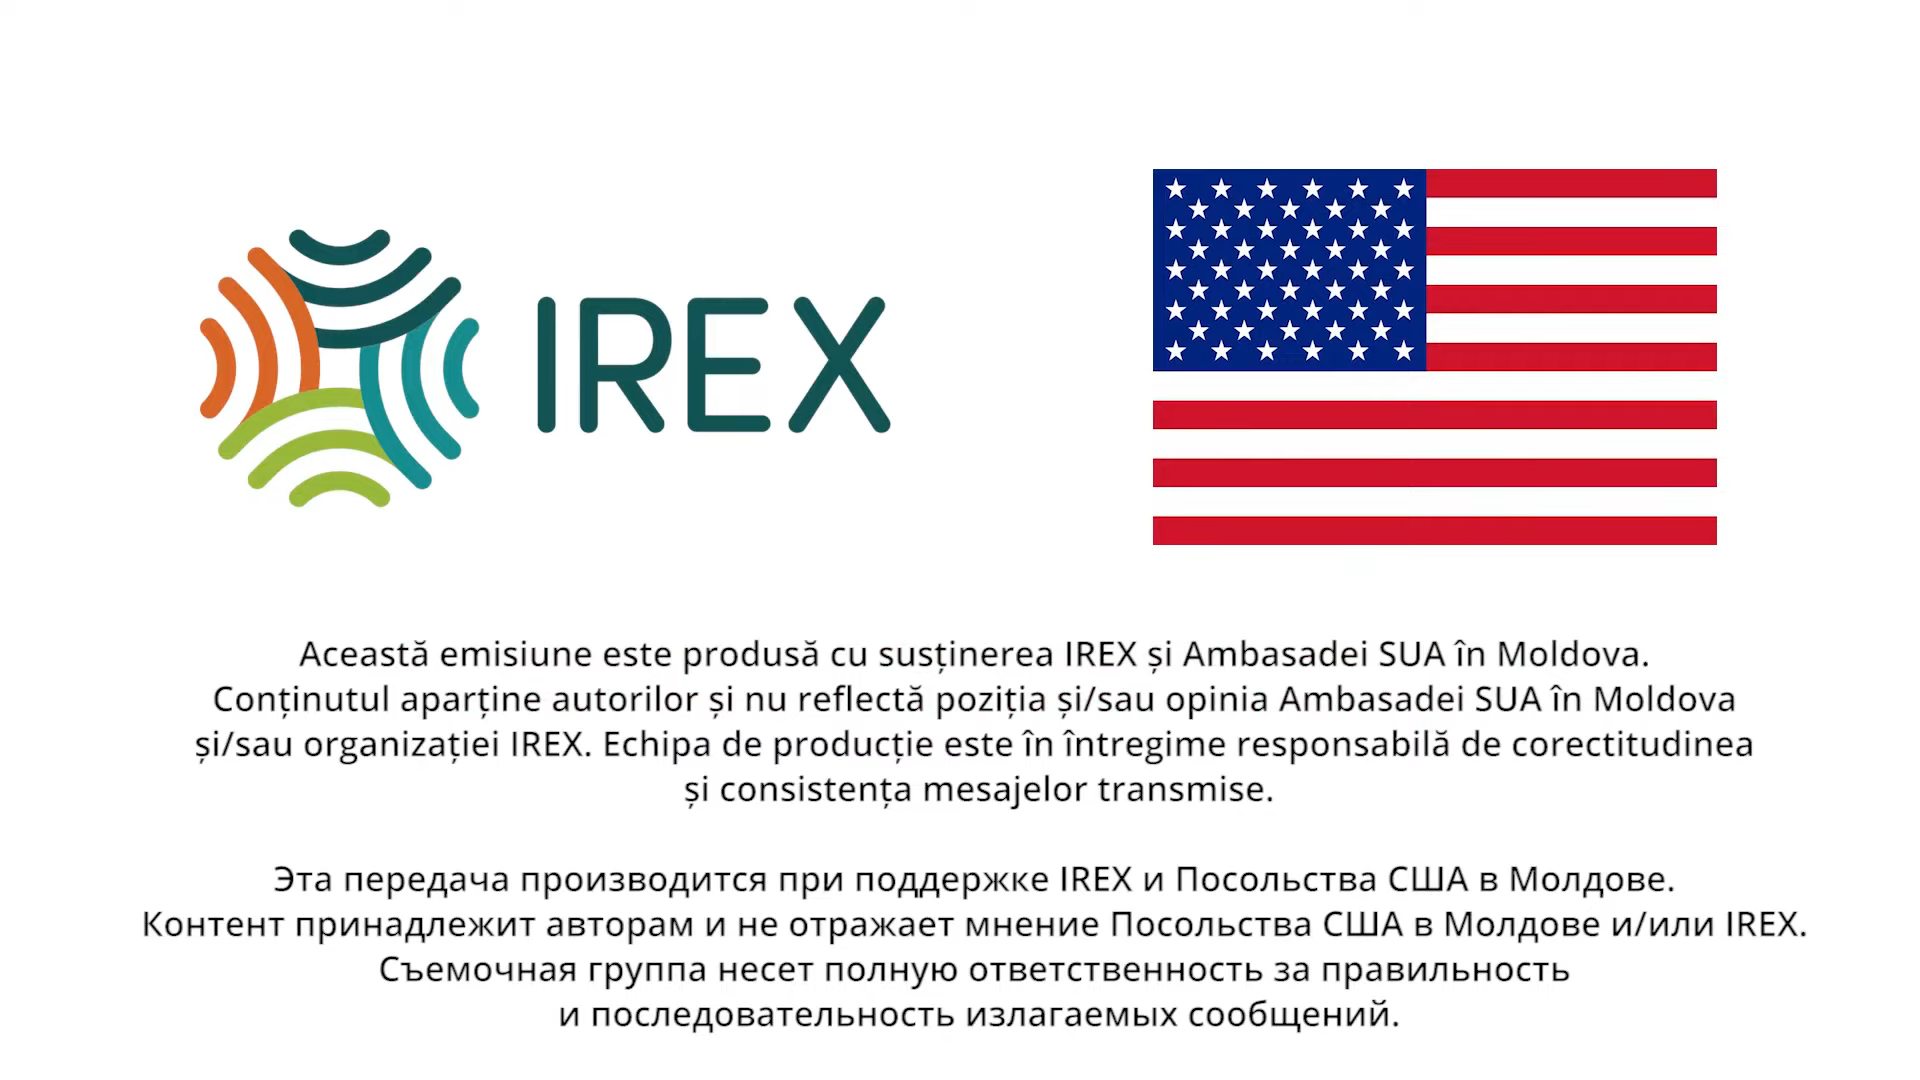 IREX
Această emisiune este produsă cu susținerea IREX și Ambasadei SUA în Moldova.
Conținutul aparține autorilor și nu reflectă poziția și/sau opinia Ambasadei SUA în Moldova
și/sau organizației IREX. Echipa de producție este în întregime responsabilă de corectitudinea
și consistența mesajelor transmise.
Эта передача производится при поддержке IREX и Посольства США в Молдове.
Контент принадлежит авторам и не отражает мнение Посольства США в Молдове и/или IREX.
Съемочная группа несет полную ответственность за правильность
и последовательность излагаемых сообщений.